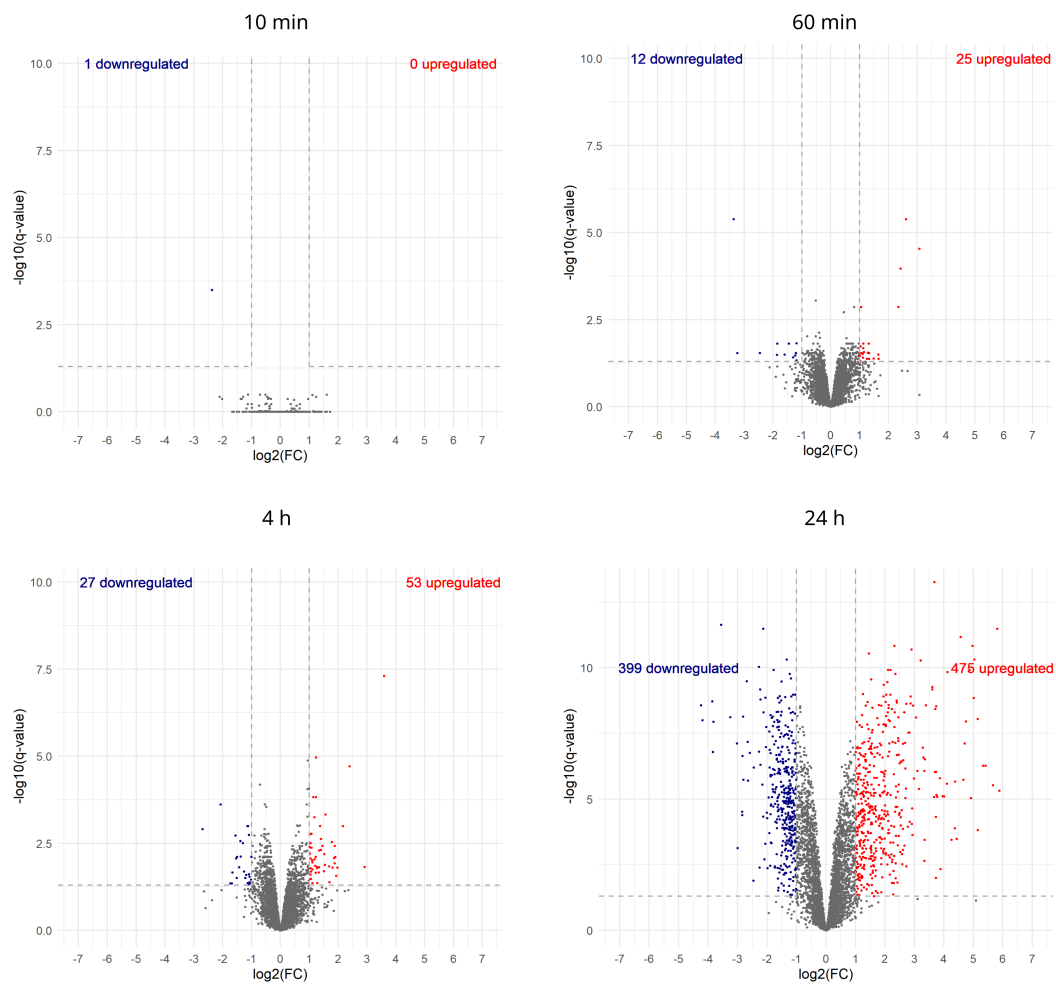 10 min
1 downregulated 0 upregulated
10.0
7.5
5.0
2.5
0.0
-log10(q-value)
-7 -6 -5 -4 -3 -2 -1 0 1 2 3 4 5 6 7
log2(FC)
60 min
12 downregulated 25 upregulated
10.0
7.5
5.0
2.5
0.0
-log10(q-value)
-7 -6 -5 -4 -3 -2 -1 0 1 2 3 4 5 6 7
log2(FC)
4 h
27 downregulated 53 upregulated
10.0
7.5
5.0
2.5
0.0
-log10(q-value)
-7 -6 -5 -4 -3 -2 -1 0 1 2 3 4 5 6 7
log2(FC)
24 h
399 downregulated 475 upregulated
10
5
0
-log10(q-value)
-7 -6 -5 -4 -3 -2 -1 0 1 2 3 4 5 6 7
log2(FC)